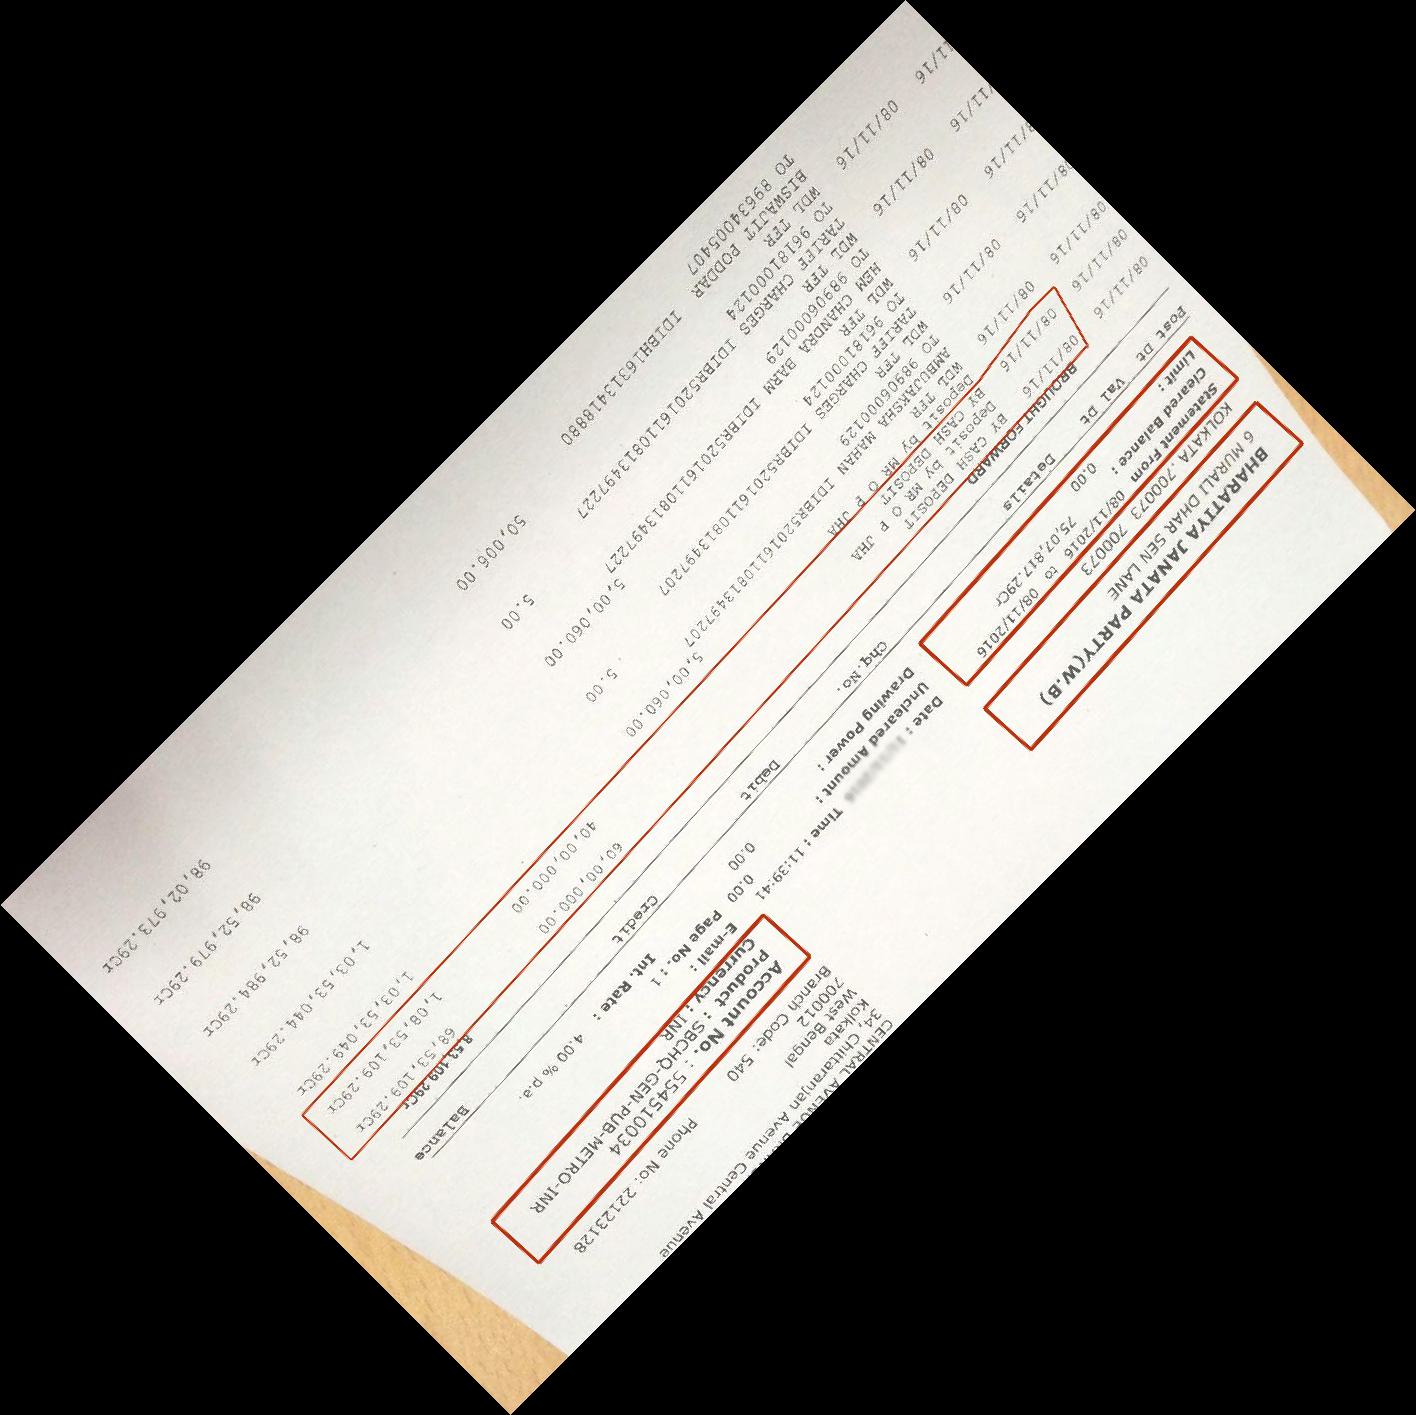 CENTRAL AVENUE
34, Chittaranjan Avenue Central Avenue
Kolkata
West Bengal
700012
Branch Code: 540
Phone No: 22123128
BHARATIYA JANATA PARTY(W.B)
6 MURALI DHAR SEN LANE
KOLKATA .700073 700073
Date : Time : 11:39:41
Account No. : 554510034
Product : SBCHQ-GEN-PUB-METRO-INR
Currency : INR
E-mail :
Page No. : 1
Statement From 08/11/2016 to 08/11/2016
Cleared Balance : 75,07,817.29Cr
Uncleared Amount : 0.00
Limit : 0.00
Drawing Power : 0.00
Int. Rate : 4.00 % p.a.
Post Dt Val Dt Details Chq.No. Debit Credit Balance
BROUGHT FORWARD 8,53,109.29Cr
08/11/16 08/11/16 BY CASH DEPOSIT 60,00,000.00 68,53,109.29Cr
Deposit by MR O P JHA
08/11/16 08/11/16 BY CASH DEPOSIT 40,00,000.00 1,08,53,109.29Cr
Deposit by MR O P JHA
08/11/16 08/11/16 WDL TFR IDIBR52016110813497207 5,00,060.00 1,03,53,049.29Cr
AMBUJAKSHA MAHAN
TO 989060000129
08/11/16 08/11/16 WDL TFR IDIBR52016110813497207 5.00 1,03,53,044.29Cr
TARIFF CHARGES
TO 961810000124
08/11/16 08/11/16 WDL TFR IDIBR52016110813497227 5,00,060.00 98,52,984.29Cr
HEM CHANDRA BARM
TO 989060000129
08/11/16 08/11/16 WDL TFR IDIBR52016110813497227 5.00 98,52,979.29Cr
TARIFF CHARGES
TO 961810000124
11/16 08/11/16 WDL TFR IDIBH16313418880 50,006.00 98,02,973.29Cr
BISWAJIT PODDAR
TO 89634005407